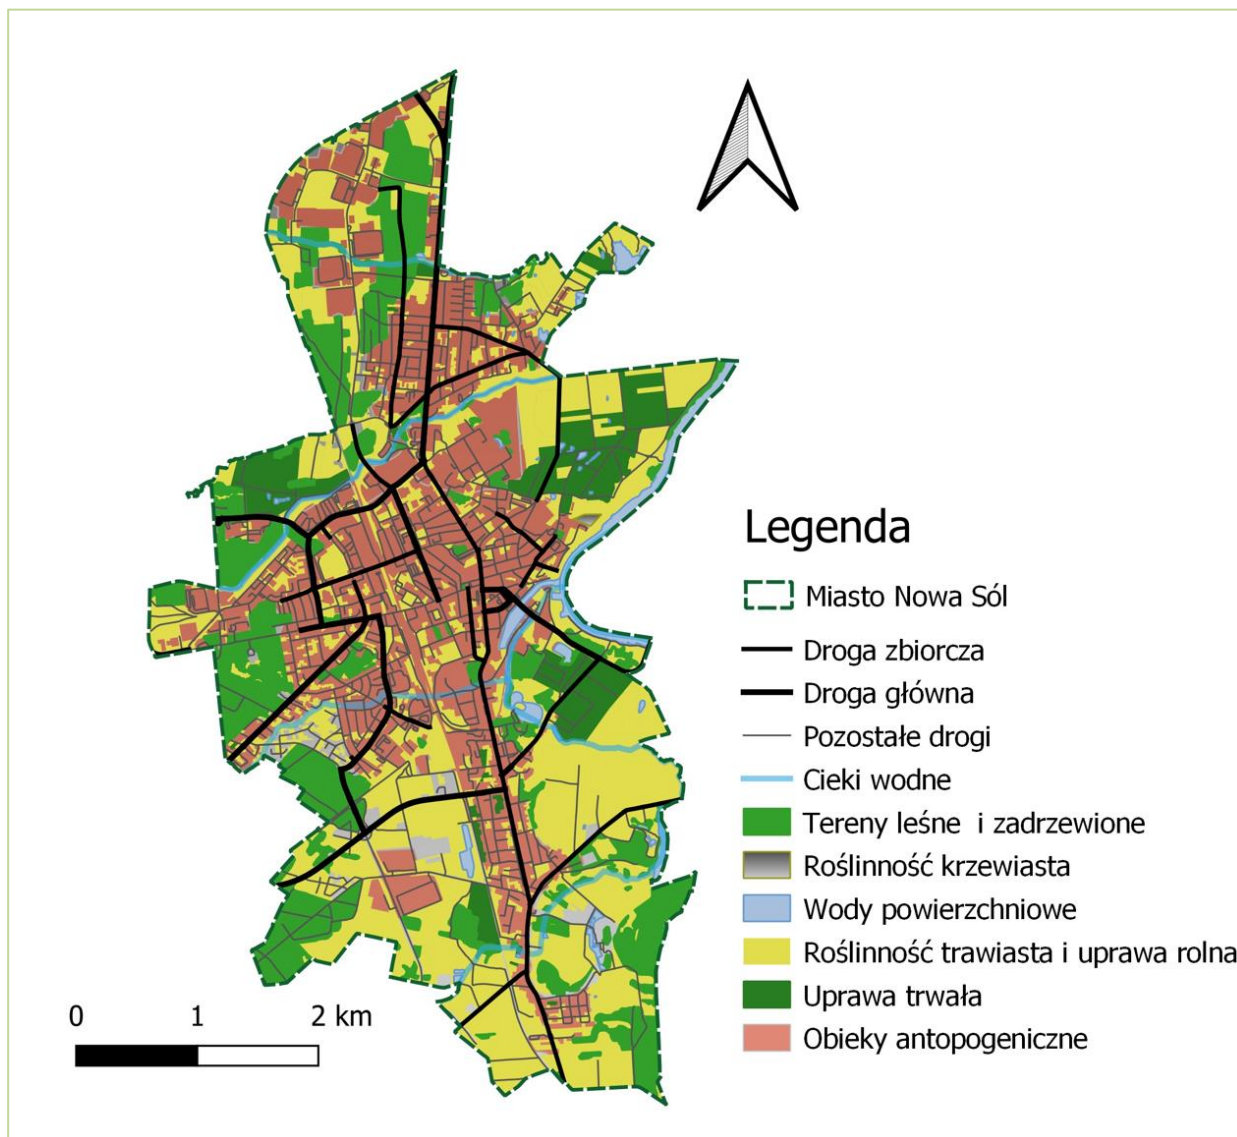 Legenda
Miasto Nowa Sól
Droga zbiorcza
Droga główna
Pozostałe drogi
Cieki wodne
Tereny leśne i zadrzewione
Roślinność krzewiasta
Wody powierzchniowe
Roślinność trawiasta i uprawa rolna
Uprawa trwała
Obieky antopogeniczne
0 1 2 km